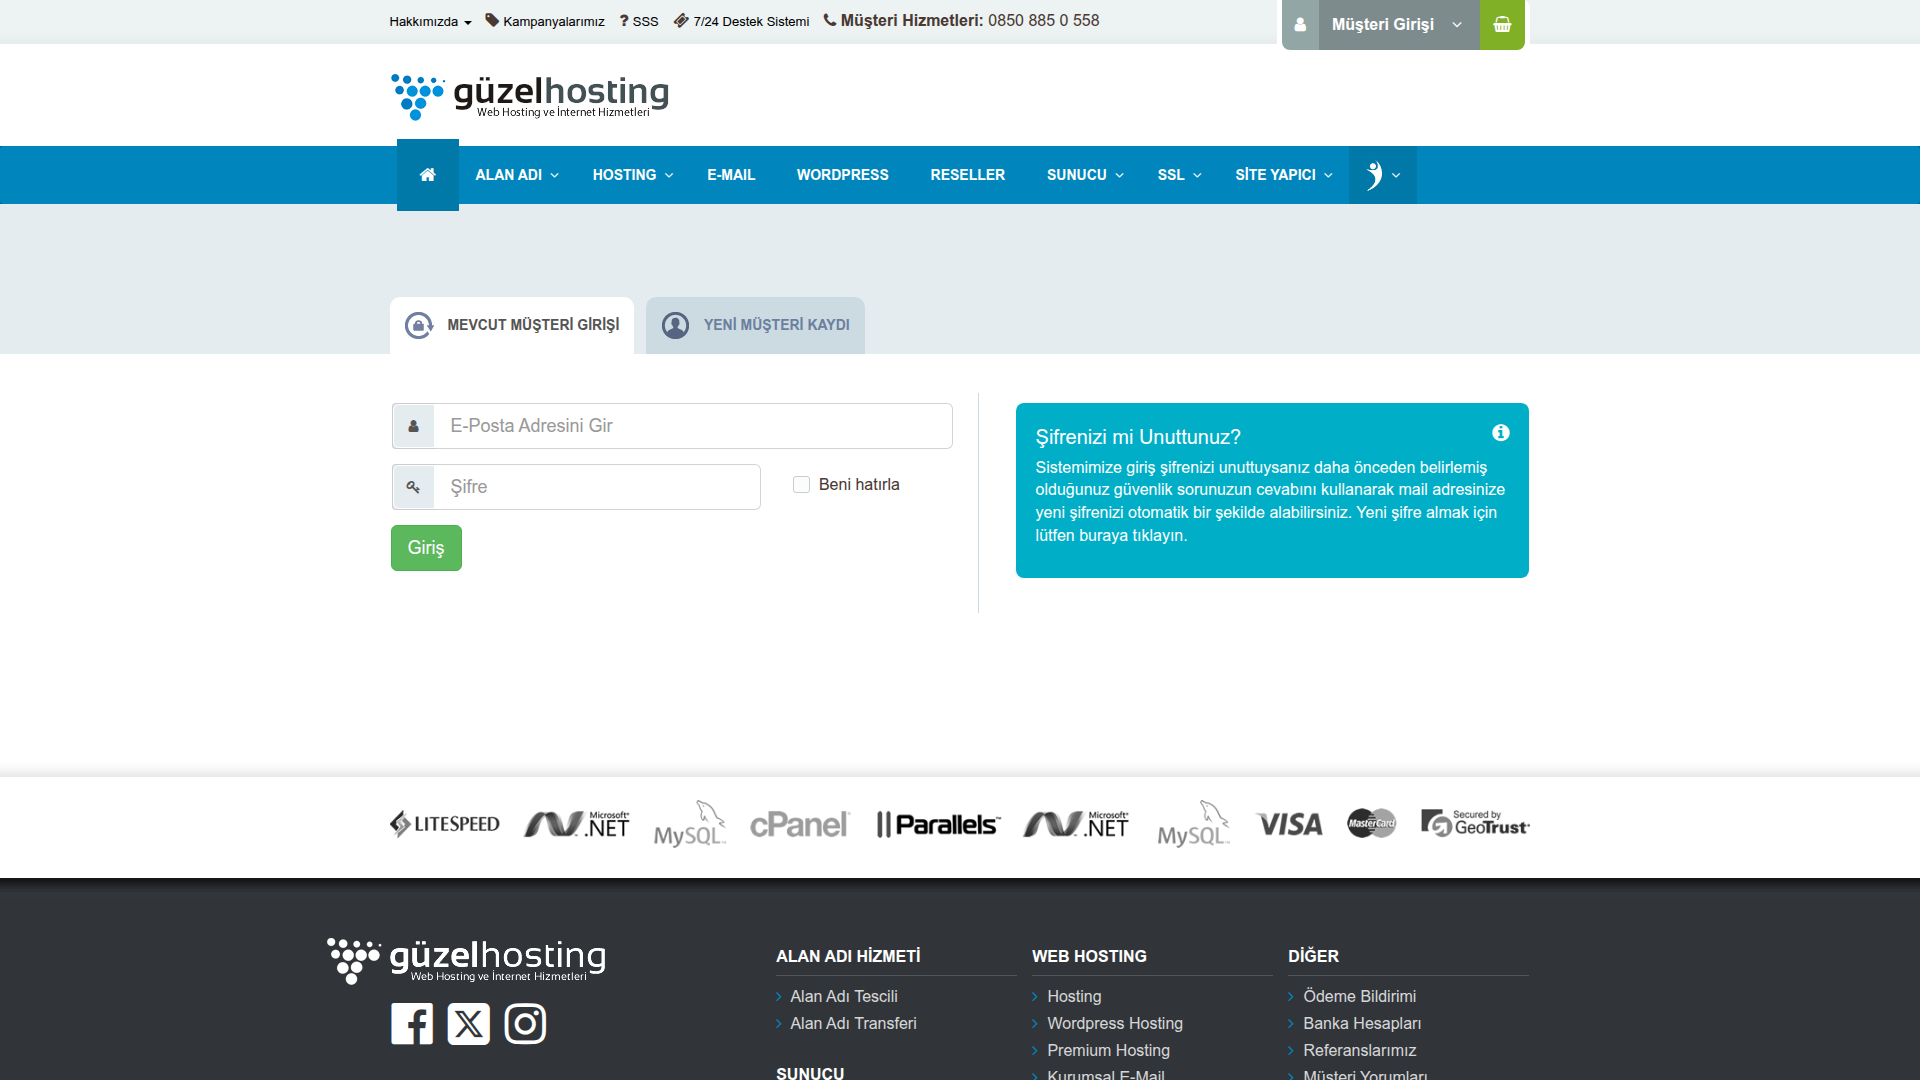 Hakkımızda Kampanyalarımız SSS 7/24 Destek Sistemi Müşteri Hizmetleri: 0850 885 0 558 Müşteri Girişi
güzelhosting
Web Hosting ve İnternet Hizmetleri
ALAN ADI HOSTING E-MAIL WORDPRESS RESELLER SUNUCU SSL SİTE YAPICI
MEVCUT MÜŞTERİ GİRİŞİ YENİ MÜŞTERİ KAYDI
E-Posta Adresini Gir
Şifre
Beni hatırla
Giriş
Şifrenizi mi Unuttunuz?
Sistemimize giriş şifrenizi unuttuysanız daha önceden belirlemiş
olduğunuz güvenlik sorunuzun cevabını kullanarak mail adresinize
yeni şifrenizi otomatik bir şekilde alabilirsiniz. Yeni şifre almak için
lütfen buraya tıklayın.
LITESPEED Microsoft .NET MySQL cPanel Parallels Microsoft .NET MySQL VISA MasterCard Secured by GeoTrust
güzelhosting
Web Hosting ve İnternet Hizmetleri
ALAN ADI HİZMETİ
Alan Adı Tescili
Alan Adı Transferi
SUNUCU
WEB HOSTING
Hosting
Wordpress Hosting
Premium Hosting
Kurumsal E-Mail
DİĞER
Ödeme Bildirimi
Banka Hesapları
Referanslarımız
Müşteri Yorumları